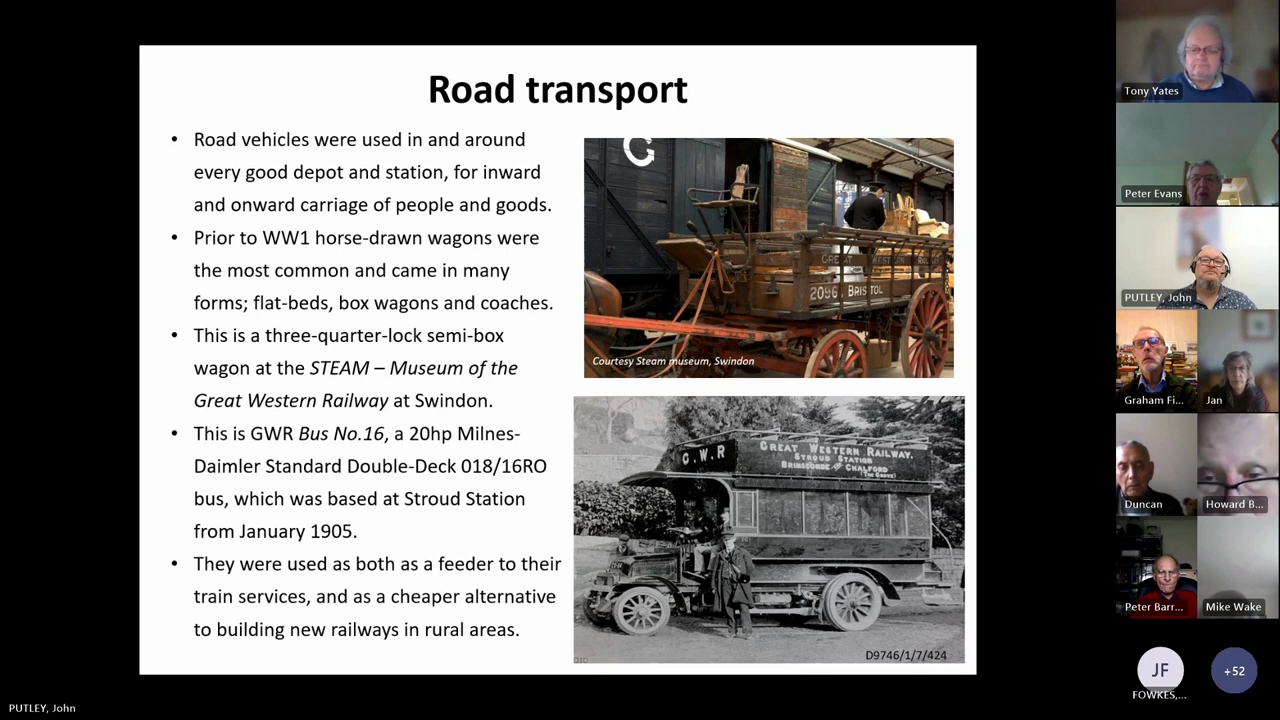 Road transport
• Road vehicles were used in and around
every good depot and station, for inward
and onward carriage of people and goods.
• Prior to WW1 horse-drawn wagons were
the most common and came in many
forms; flat-beds, box wagons and coaches.
• This is a three-quarter-lock semi-box
wagon at the STEAM – Museum of the
Great Western Railway at Swindon.
• This is GWR Bus No.16, a 20hp Milnes-
Daimler Standard Double-Deck 018/16RO
bus, which was based at Stroud Station
from January 1905.
• They were used as both as a feeder to their
train services, and as a cheaper alternative
to building new railways in rural areas.
G
GREAT WESTERN
2096 BRISTOL
Courtesy Steam museum, Swindon
G.W.R
GREAT WESTERN RAILWAY.
STROUD STATION
BRIMSCOMBE AND CHALFORD
D9746/1/7/424
Tony Yates
Peter Evans
PUTLEY, John
Graham Fi...
Jan
Duncan
Howard B...
Peter Barr...
Mike Wake
JF
FOWKES,...
+52
PUTLEY, John